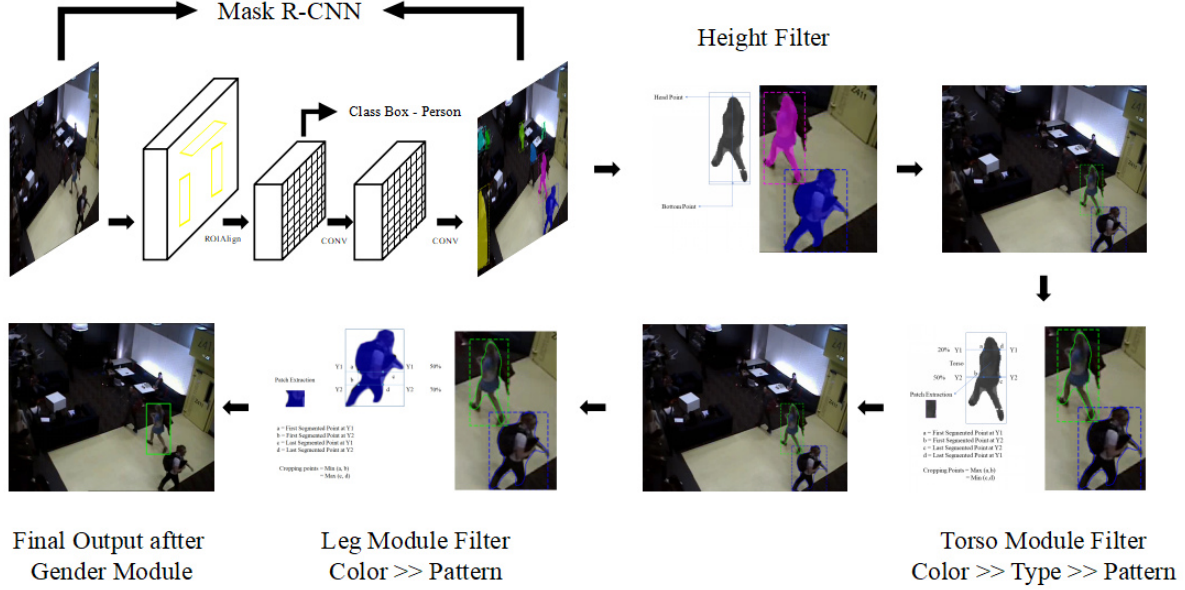 Mask R-CNN
Class Box - Person
ROIAlign
CONV
CONV
Height Filter
Head Point
Bottom Point
Patch Extraction
Y1
a
Y1
50%
b
c
Y2
d
Y2
70%
a = First Segmented Point at Y1
b = First Segmented Point at Y2
c = Last Segmented Point at Y1
d = Last Segmented Point at Y2
Cropping points = Min (a, b)
= Max (c, d)
20%
Y1
Y1
Torso
50%
Y2
b
Y2
Patch Extraction
a = First Segmented Point at Y1
b = First Segmented Point at Y2
c = Last Segmented Point at Y1
d = Last Segmented Point at Y2
Cropping Points = Max (a,b)
= Min (c,d)
Final Output after
Gender Module
Leg Module Filter
Color >> Pattern
Torso Module Filter
Color >> Type >> Pattern